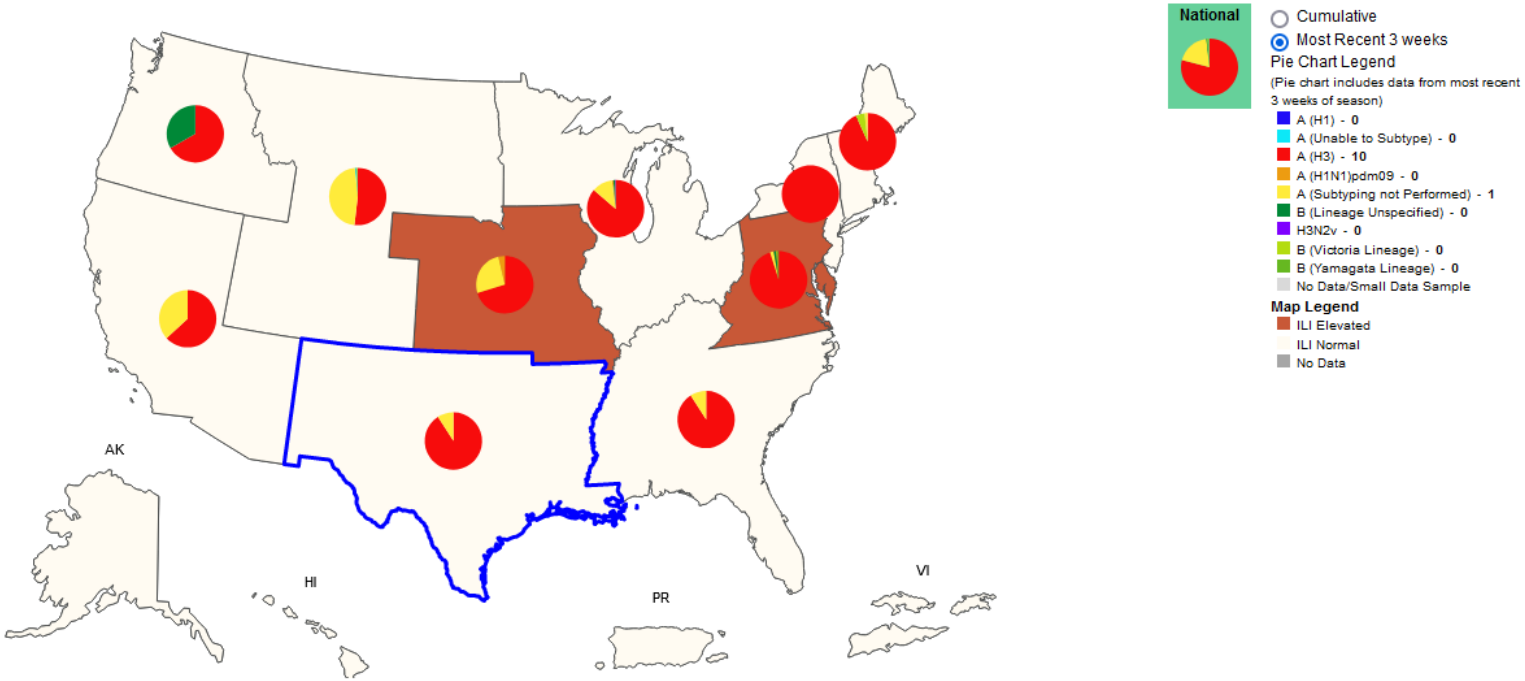 National
Cumulative
Most Recent 3 weeks
Pie Chart Legend
(Pie chart includes data from most recent
3 weeks of season)
A (H1) - 0
A (Unable to Subtype) - 0
A (H3) - 10
A (H1N1)pdm09 - 0
A (Subtyping not Performed) - 1
B (Lineage Unspecified) - 0
H3N2v - 0
B (Victoria Lineage) - 0
B (Yamagata Lineage) - 0
No Data/Small Data Sample
Map Legend
ILI Elevated
ILI Normal
No Data
AK
HI
PR
VI